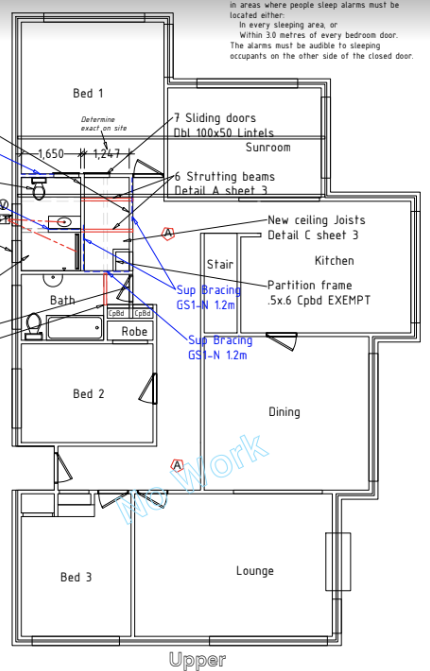 in areas where people sleep alarms must be
located either:
In every sleeping area, or
Within 3.0 metres of every bedroom door.
The alarms must be audible to sleeping
occupants on the other side of the closed door.
Bed 1
Determine
exact on site
7 Sliding doors
Dbl 100x50 Lintels
Sunroom
1,650
1,247
6 Strutting beams
Detail A sheet 3
New ceiling Joists
Detail C sheet 3
A
Stair
Kitchen
Partition frame
.5x.6 Cpbd EXEMPT
Bath
Sup Bracing
GS1-N 1.2m
CpBd
CpBd
Robe
Sup Bracing
GS1-N 1.2m
Bed 2
Dining
A
No Work
Bed 3
Lounge
Upper